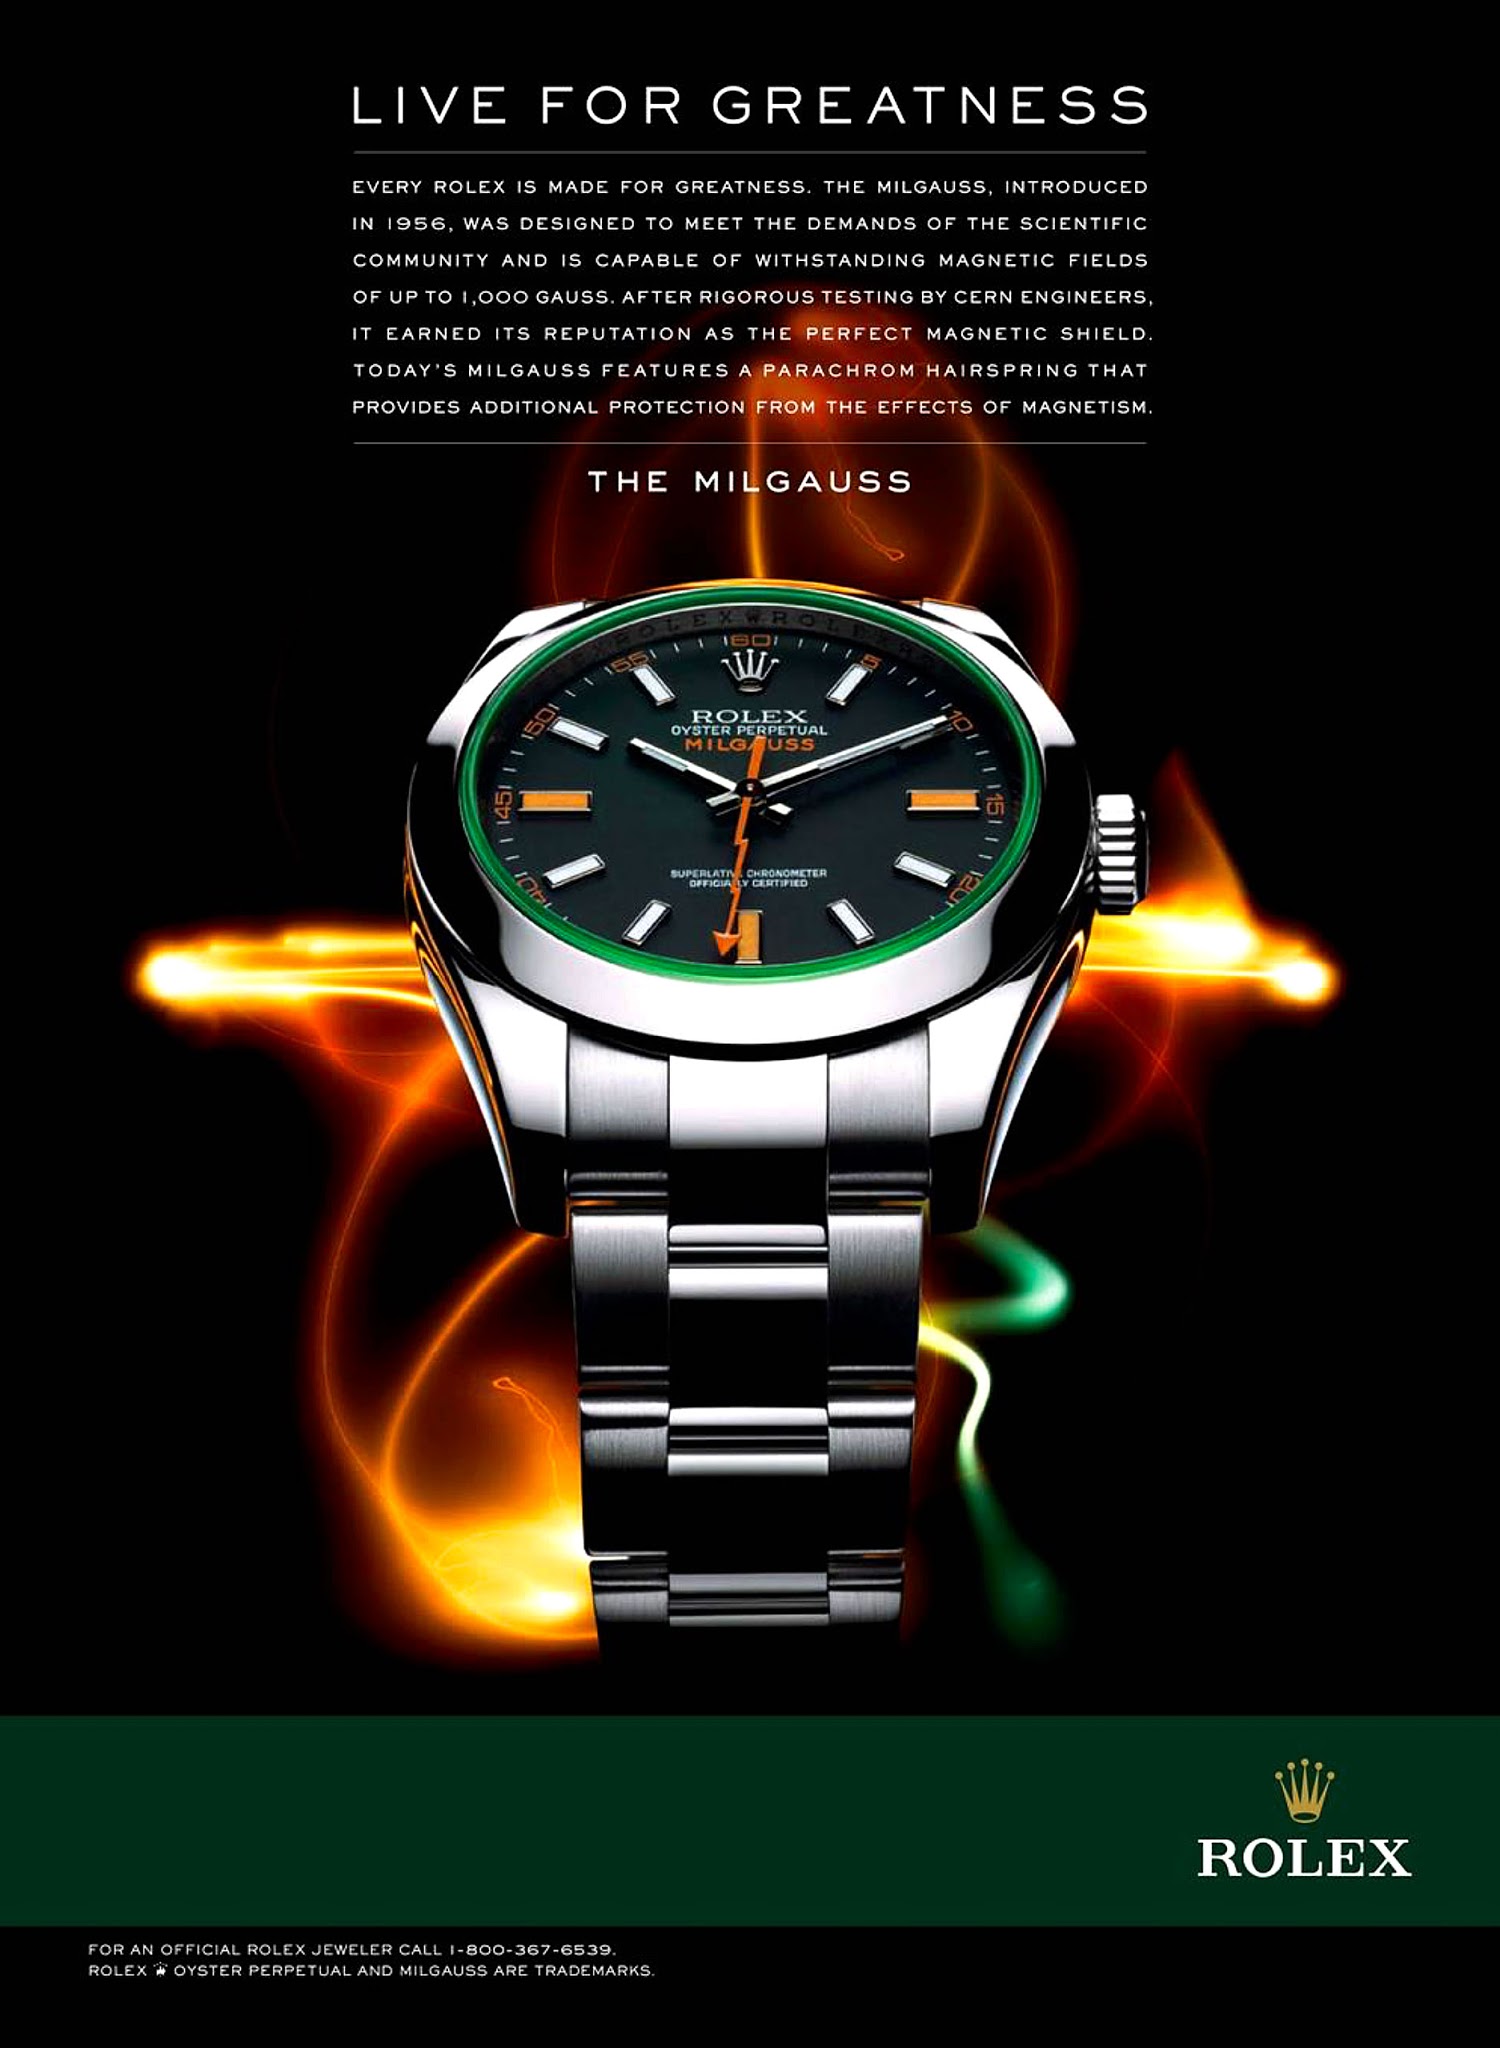 LIVE FOR GREATNESS
EVERY ROLEX IS MADE FOR GREATNESS. THE MILGAUSS, INTRODUCED
IN 1956, WAS DESIGNED TO MEET THE DEMANDS OF THE SCIENTIFIC
COMMUNITY AND IS CAPABLE OF WITHSTANDING MAGNETIC FIELDS
OF UP TO 1,000 GAUSS. AFTER RIGOROUS TESTING BY CERN ENGINEERS,
IT EARNED ITS REPUTATION AS THE PERFECT MAGNETIC SHIELD.
TODAY'S MILGAUSS FEATURES A PARACHROM HAIRSPRING THAT
PROVIDES ADDITIONAL PROTECTION FROM THE EFFECTS OF MAGNETISM.
THE MILGAUSS
ROLEX ROLEX
60
55 5
50 10
ROLEX
OYSTER PERPETUAL
MILGAUSS
45 15
SUPERLATIVE CHRONOMETER
OFFICIALLY CERTIFIED
40 20
ROLEX
FOR AN OFFICIAL ROLEX JEWELER CALL 1-800-367-6539.
ROLEX OYSTER PERPETUAL AND MILGAUSS ARE TRADEMARKS.